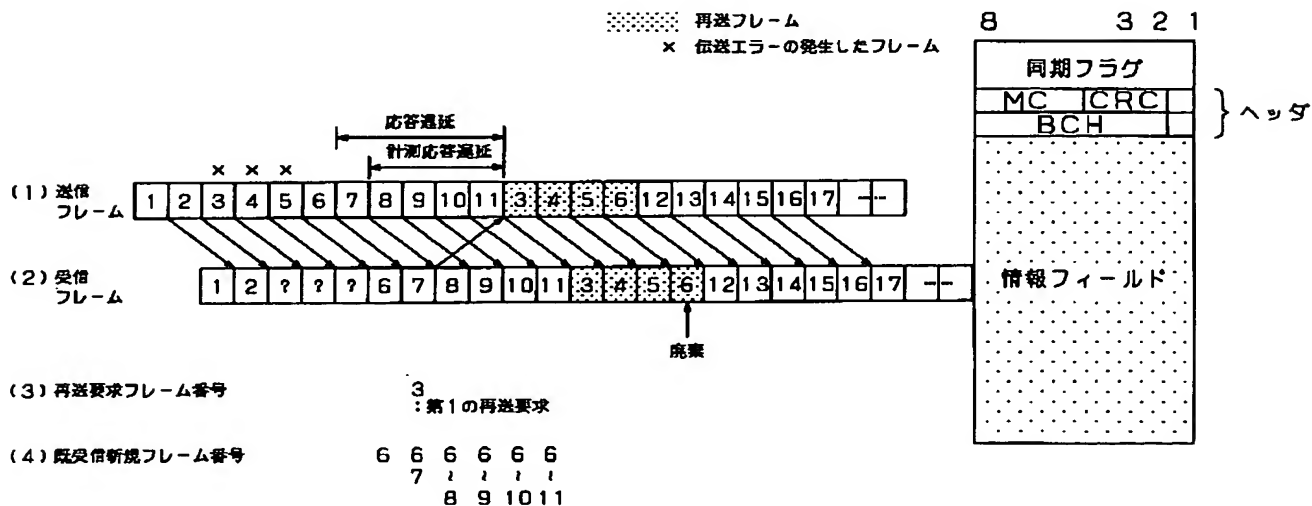 再送フレーム
× 伝送エラーの発生したフレーム
8 3 2 1
同期フラグ
MC CRC
BCH
ヘッダ
情報フィールド
応答遅延
計測応答遅延
× × ×
(1) 送信フレーム
1 2 3 4 5 6 7 8 9 10 11 3 4 5 6 12 13 14 15 16 17 --
(2) 受信フレーム
1 2 ? ? ? 6 7 8 9 10 11 3 4 5 6 12 13 14 15 16 17 --
廃棄
(3) 再送要求フレーム番号
3
:第1の再送要求
(4) 既受信新規フレーム番号
6 6 6 6 6 6
7 ~ ~ ~ ~
8 9 10 11